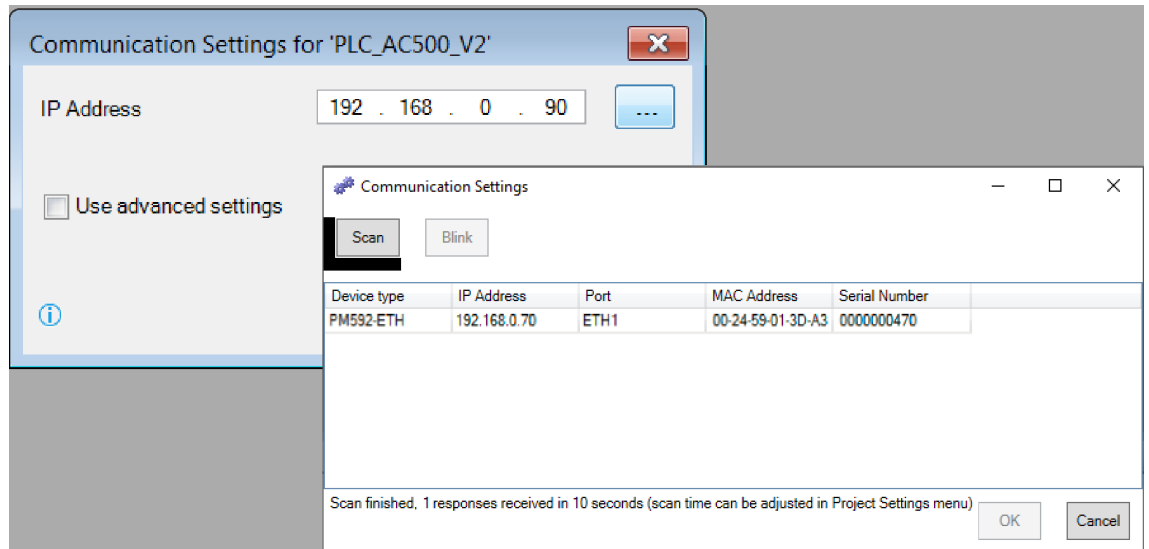 Communication Settings for 'PLC_AC500_V2'
IP Address 192 . 168 . 0 . 90 ...
Use advanced settings
Communication Settings
Scan Blink
Device type IP Address Port MAC Address Serial Number
PM592-ETH 192.168.0.70 ETH1 00-24-59-01-3D-A3 0000000470
Scan finished, 1 responses received in 10 seconds (scan time can be adjusted in Project Settings menu)
OK Cancel